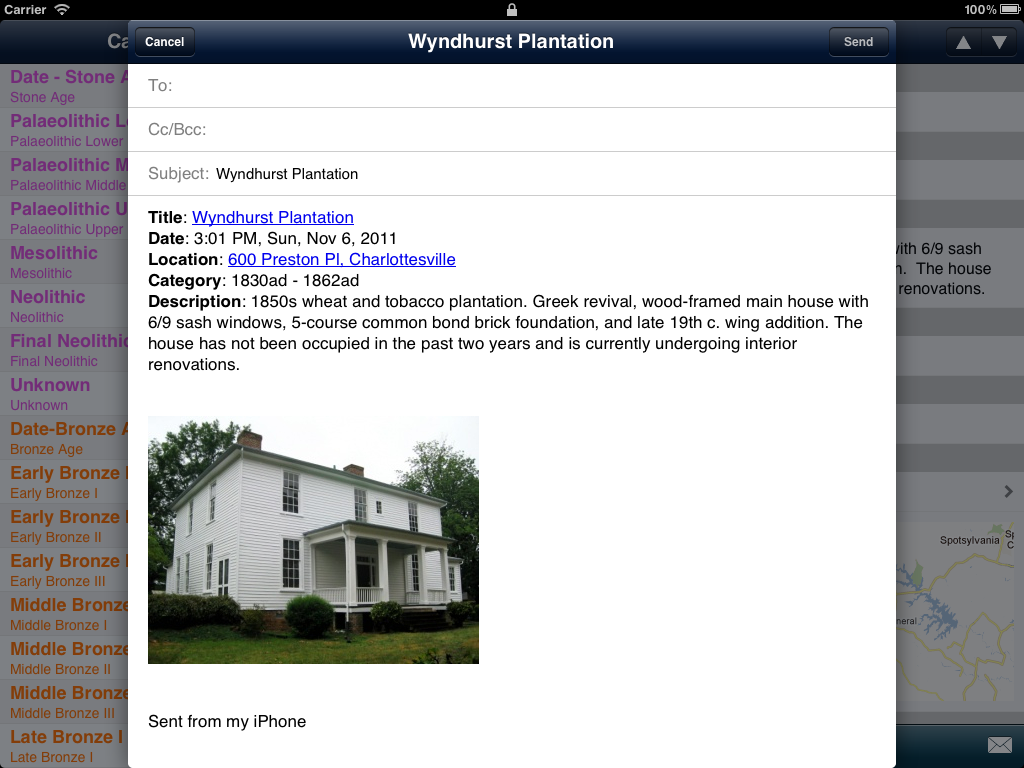 Carrier
100%
Ca
Cancel
Wyndhurst Plantation
Send
To:
Cc/Bcc:
Subject: Wyndhurst Plantation
Title: Wyndhurst Plantation
Date: 3:01 PM, Sun, Nov 6, 2011
Location: 600 Preston Pl, Charlottesville
Category: 1830ad - 1862ad
Description: 1850s wheat and tobacco plantation. Greek revival, wood-framed main house with
6/9 sash windows, 5-course common bond brick foundation, and late 19th c. wing addition. The
house has not been occupied in the past two years and is currently undergoing interior
renovations.
Sent from my iPhone
Date - Stone A
Stone Age
Palaeolithic L
Palaeolithic Lower
Palaeolithic M
Palaeolithic Middle
Palaeolithic U
Palaeolithic Upper
Mesolithic
Mesolithic
Neolithic
Neolithic
Final Neolithic
Final Neolithic
Unknown
Unknown
Date-Bronze A
Bronze Age
Early Bronze
Early Bronze I
Early Bronze
Early Bronze II
Early Bronze
Early Bronze III
Middle Bronze
Middle Bronze I
Middle Bronze
Middle Bronze II
Middle Bronze
Middle Bronze III
Late Bronze I
Late Bronze I
with 6/9 sash
h. The house
renovations.
Spotsylvania
Sp
C
neral